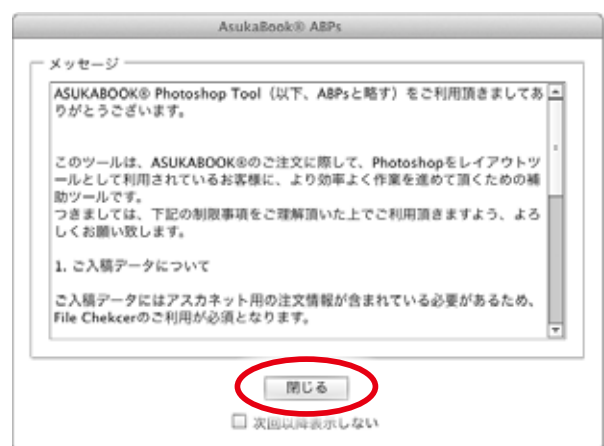 AsukaBook® ABPs
メッセージ
ASUKABOOK® Photoshop Tool（以下、ABPsと略す）をご利用頂きましてあ
りがとうございます。
このツールは、ASUKABOOK®のご注文に際して、Photoshopをレイアウトツ
ールとして利用されているお客様に、より効率よく作業を進めて頂くための補
助ツールです。
つきましては、下記の制限事項をご理解頂いた上でご利用頂きますよう、よろ
しくお願い致します。
1. ご入稿データについて
ご入稿データにはアスカネット用の注文情報が含まれている必要があるため、
File Chekcerのご利用が必須となります。
閉じる
次回以降表示しない